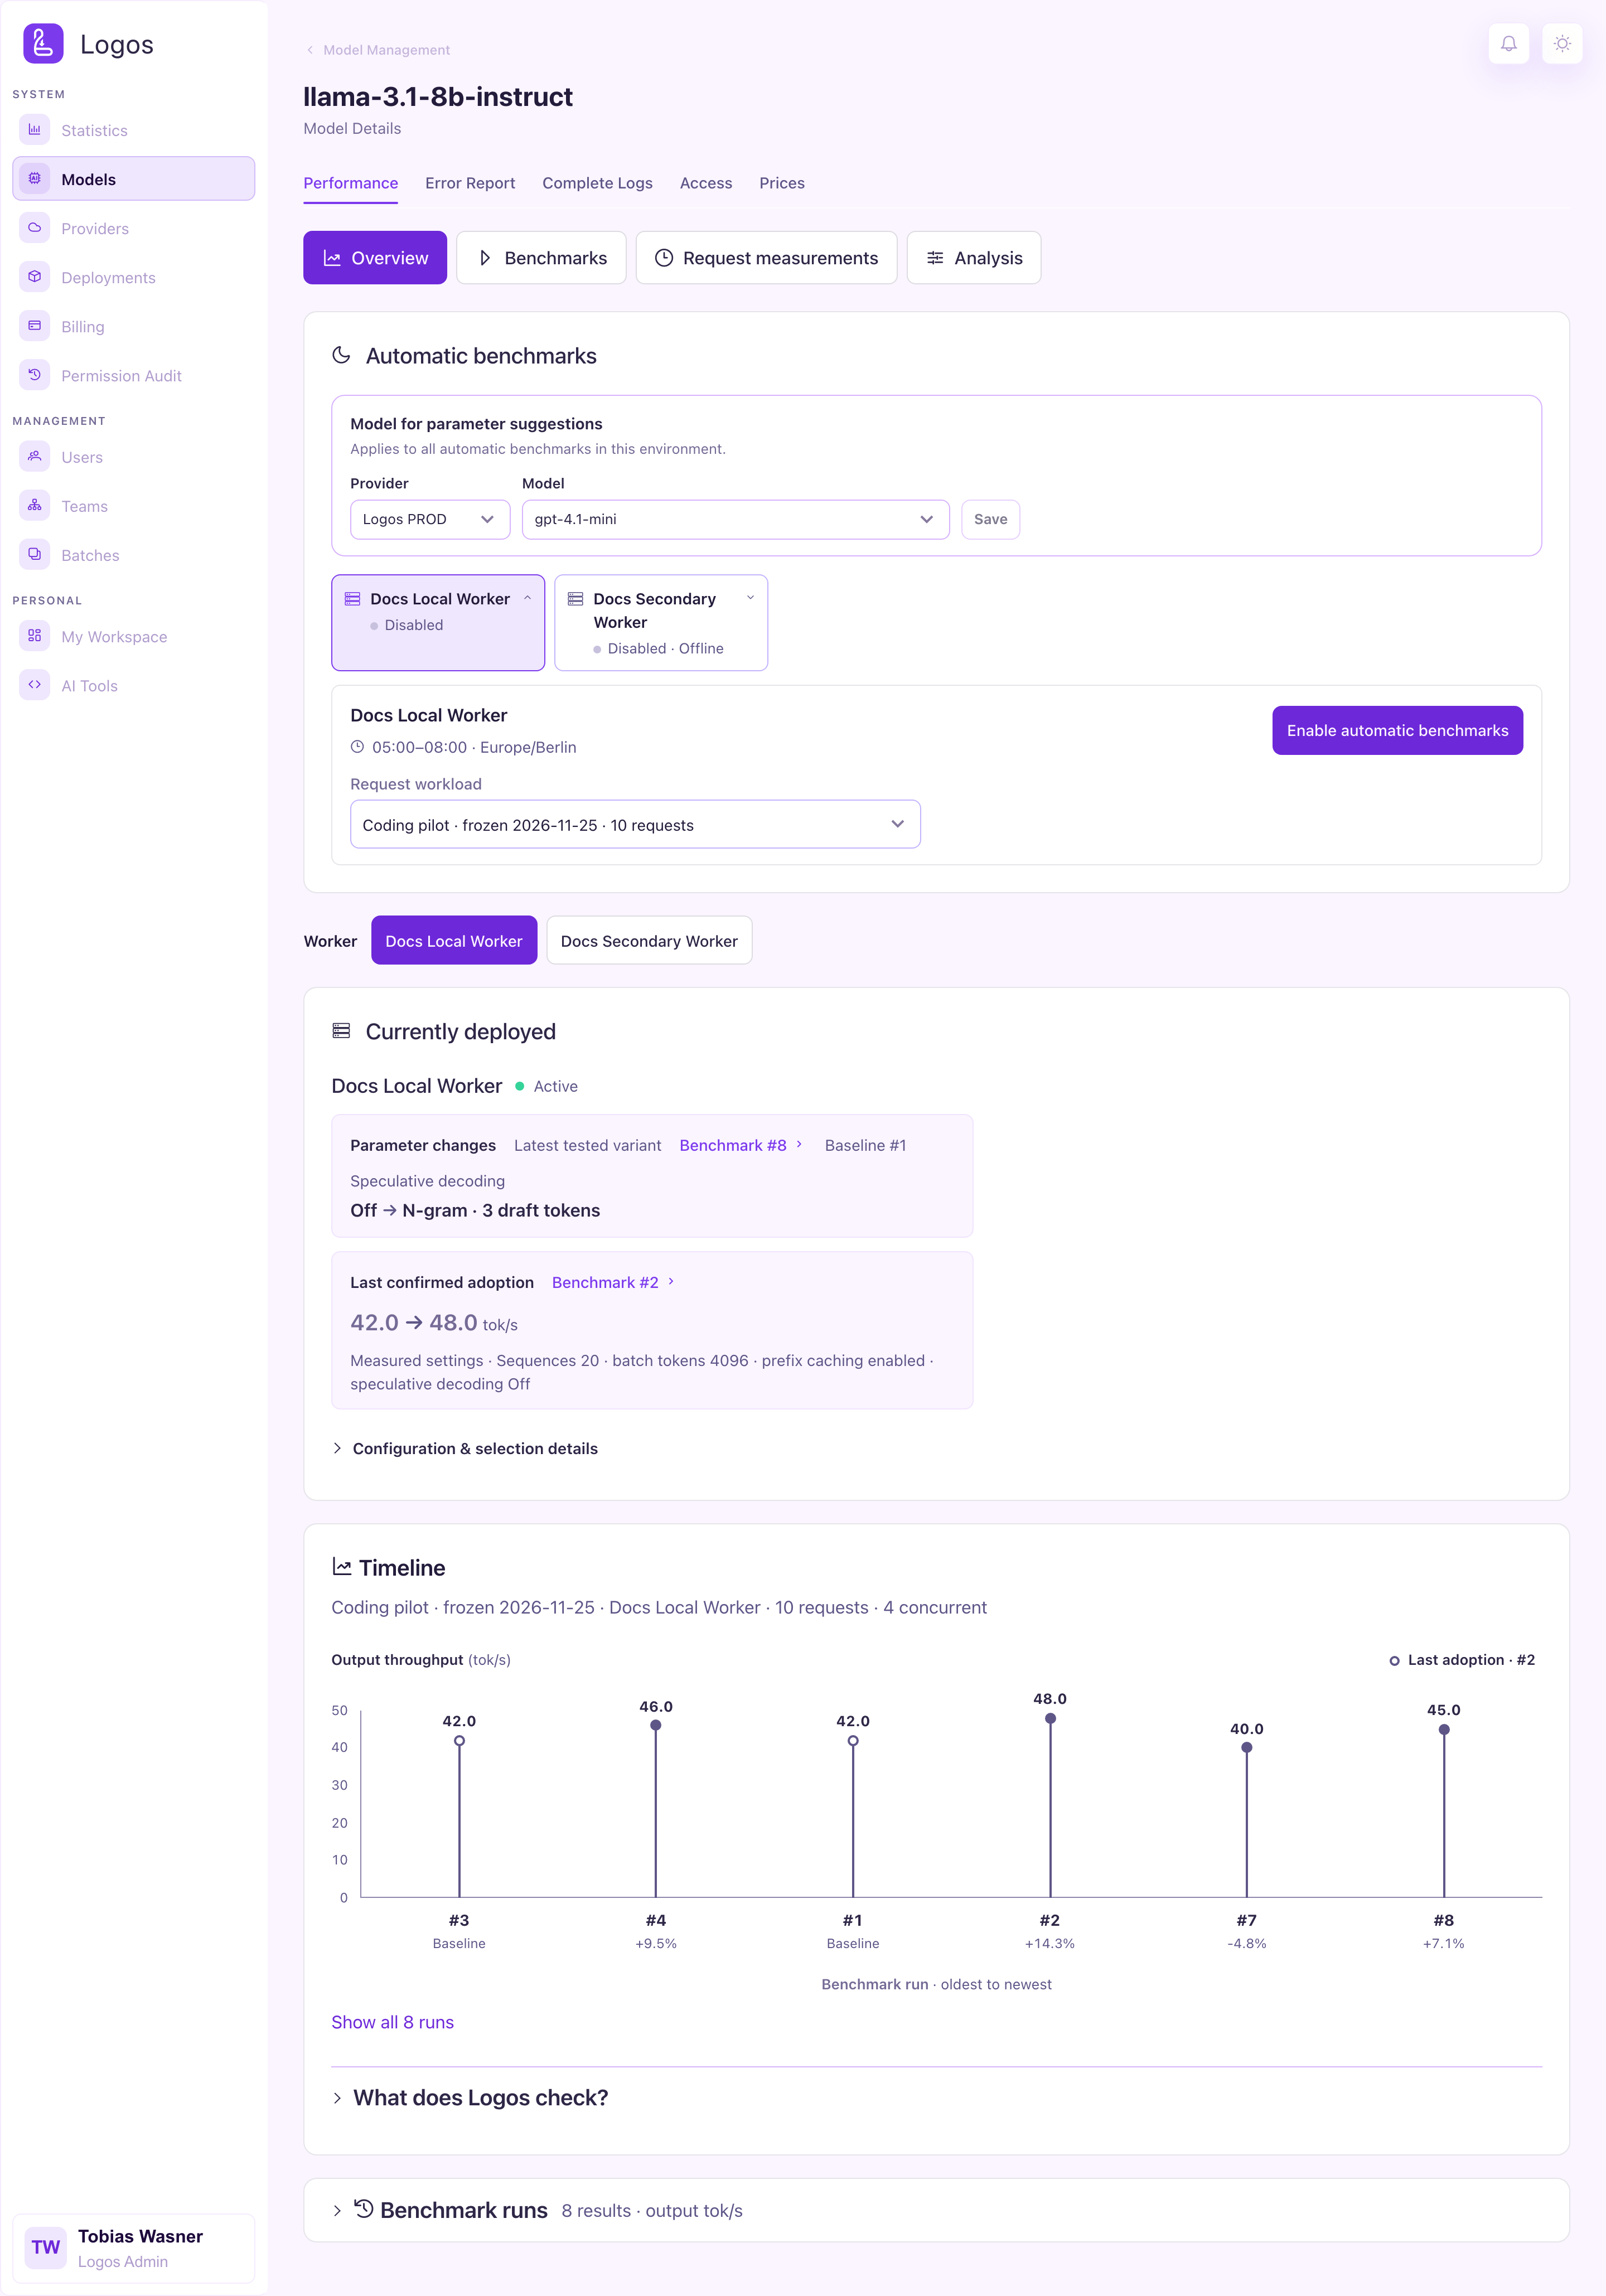 Logos
SYSTEM
Statistics
Models
Providers
Deployments
Billing
Permission Audit
MANAGEMENT
Users
Teams
Batches
PERSONAL
My Workspace
AI Tools
TW
Tobias Wasner
Logos Admin
Model Management
llama-3.1-8b-instruct
Model Details
Performance Error Report Complete Logs Access Prices
Overview Benchmarks Request measurements Analysis
Automatic benchmarks
Model for parameter suggestions
Applies to all automatic benchmarks in this environment.
Provider Model
Logos PROD gpt-4.1-mini Save
Docs Local Worker
Disabled
Docs Secondary
Worker
Disabled · Offline
Docs Local Worker
05:00–08:00 · Europe/Berlin
Enable automatic benchmarks
Request workload
Coding pilot · frozen 2026-11-25 · 10 requests
Worker Docs Local Worker Docs Secondary Worker
Currently deployed
Docs Local Worker Active
Parameter changes Latest tested variant Benchmark #8 › Baseline #1
Speculative decoding
Off → N-gram · 3 draft tokens
Last confirmed adoption Benchmark #2 ›
42.0 → 48.0 tok/s
Measured settings · Sequences 20 · batch tokens 4096 · prefix caching enabled ·
speculative decoding Off
Configuration & selection details
Timeline
Coding pilot · frozen 2026-11-25 · Docs Local Worker · 10 requests · 4 concurrent
Output throughput (tok/s) Last adoption · #2
50
40
30
20
10
0
42.0 46.0 42.0 48.0 40.0 45.0
#3 #4 #1 #2 #7 #8
Baseline +9.5% Baseline +14.3% -4.8% +7.1%
Benchmark run · oldest to newest
Show all 8 runs
What does Logos check?
Benchmark runs 8 results · output tok/s